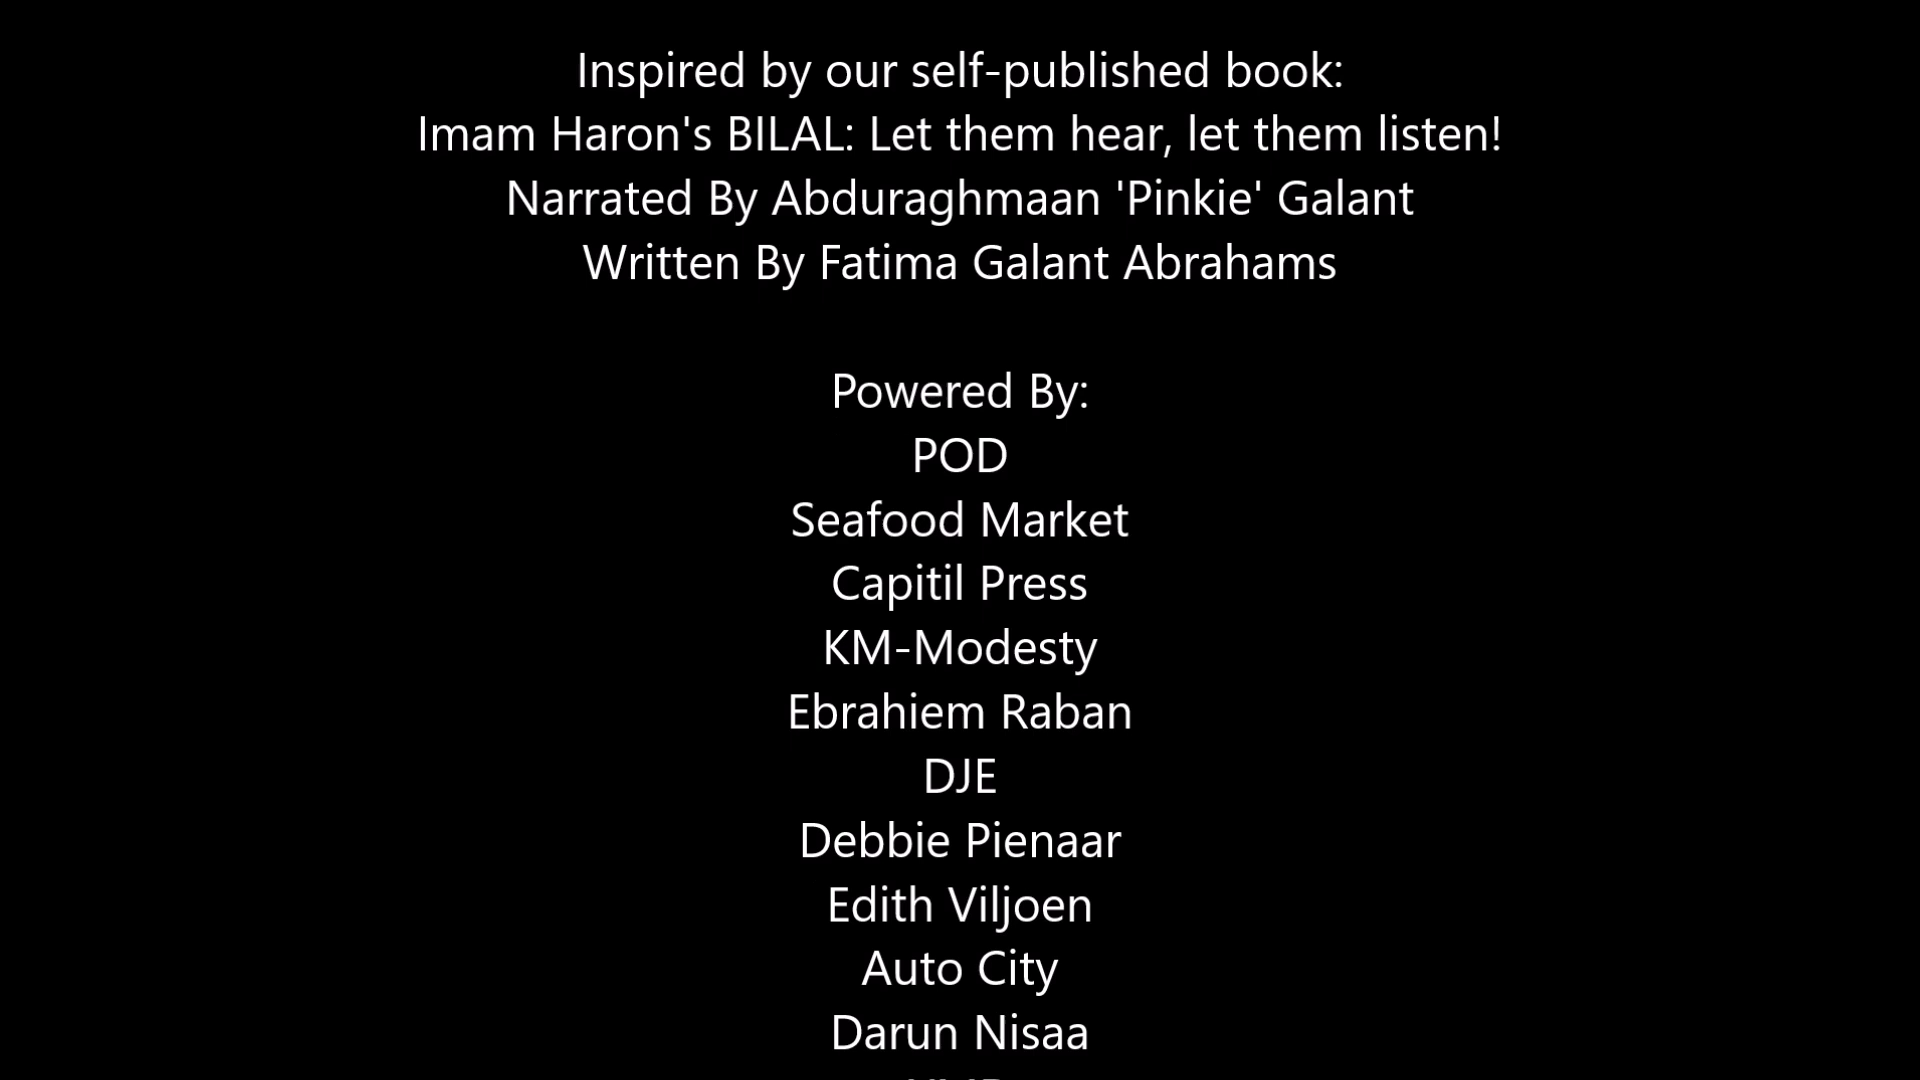 Inspired by our self-published book:
Imam Haron's BILAL: Let them hear, let them listen!
Narrated By Abduraghmaan 'Pinkie' Galant
Written By Fatima Galant Abrahams
Powered By:
POD
Seafood Market
Capitil Press
KM-Modesty
Ebrahiem Raban
DJE
Debbie Pienaar
Edith Viljoen
Auto City
Darun Nisaa